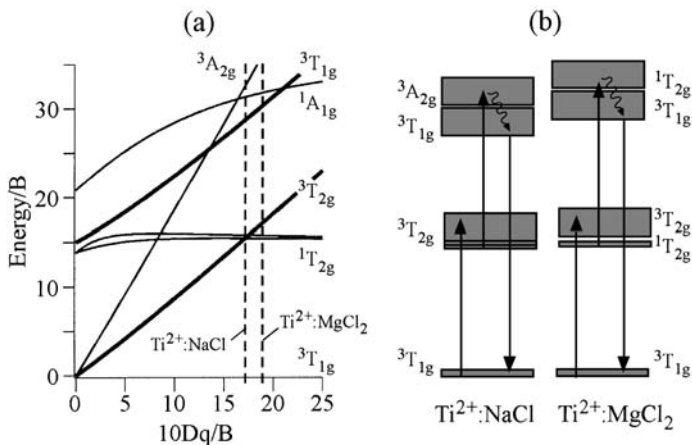 (a)
³A₂g
³T₁g
¹A₁g
³T₂g
¹T₂g
Ti²⁺:NaCl
Ti²⁺:MgCl₂
³T₁g
Energy/B
30
20
10
0
0
5
10
15
20
25
10Dq/B
(b)
³A₂g
³T₁g
³T₂g
³T₁g
Ti²⁺:NaCl
¹T₂g
³T₁g
³T₂g
¹T₂g
³T₁g
Ti²⁺:MgCl₂